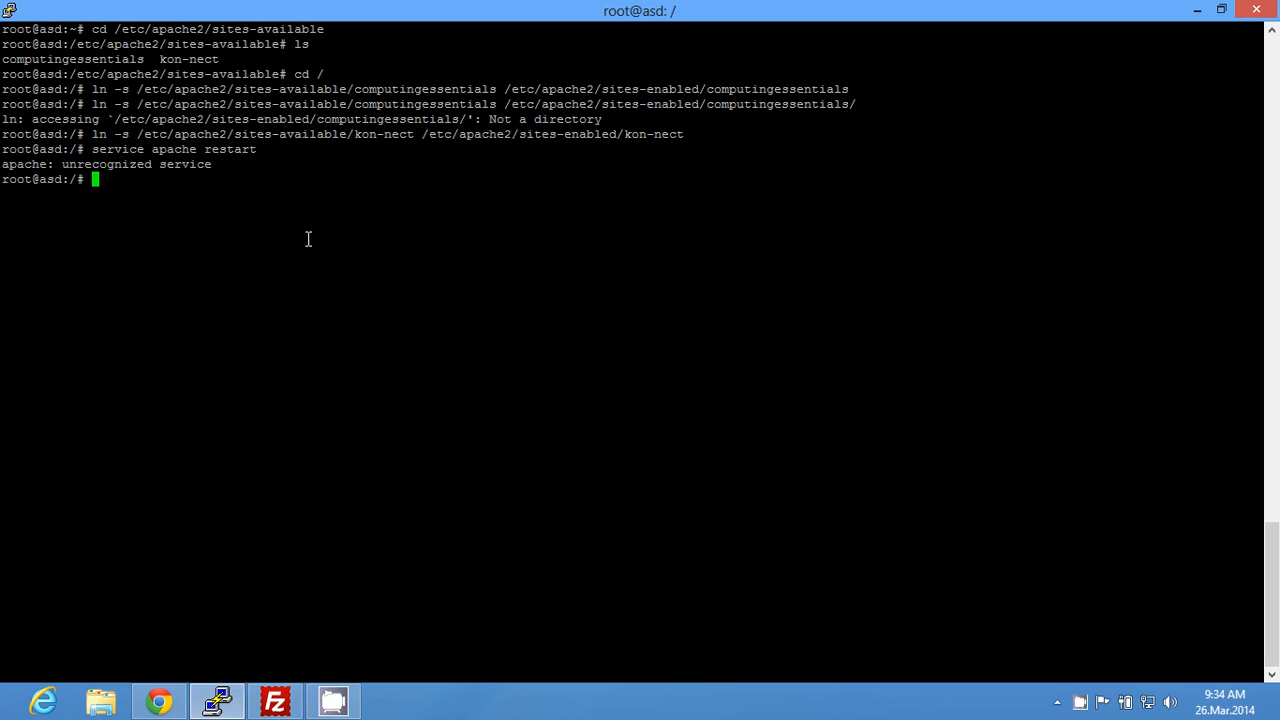 root@asd: /
root@asd:~# cd /etc/apache2/sites-available
root@asd:/etc/apache2/sites-available# ls
computingessentials  kon-nect
root@asd:/etc/apache2/sites-available# cd /
root@asd:/# ln -s /etc/apache2/sites-available/computingessentials /etc/apache2/sites-enabled/computingessentials
root@asd:/# ln -s /etc/apache2/sites-available/computingessentials /etc/apache2/sites-enabled/computingessentials/
ln: accessing `/etc/apache2/sites-enabled/computingessentials/': Not a directory
root@asd:/# ln -s /etc/apache2/sites-available/kon-nect /etc/apache2/sites-enabled/kon-nect
root@asd:/# service apache restart
apache: unrecognized service
root@asd:/#
Fz
9:34 AM
26.Mar.2014